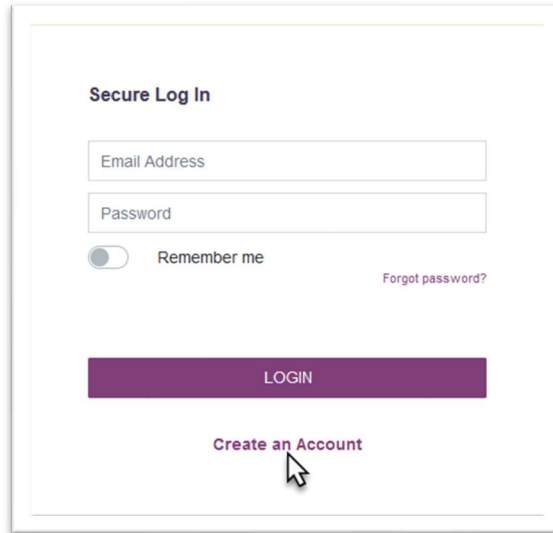 Secure Log In
Email Address
Password
Remember me
Forgot password?
LOGIN
Create an Account